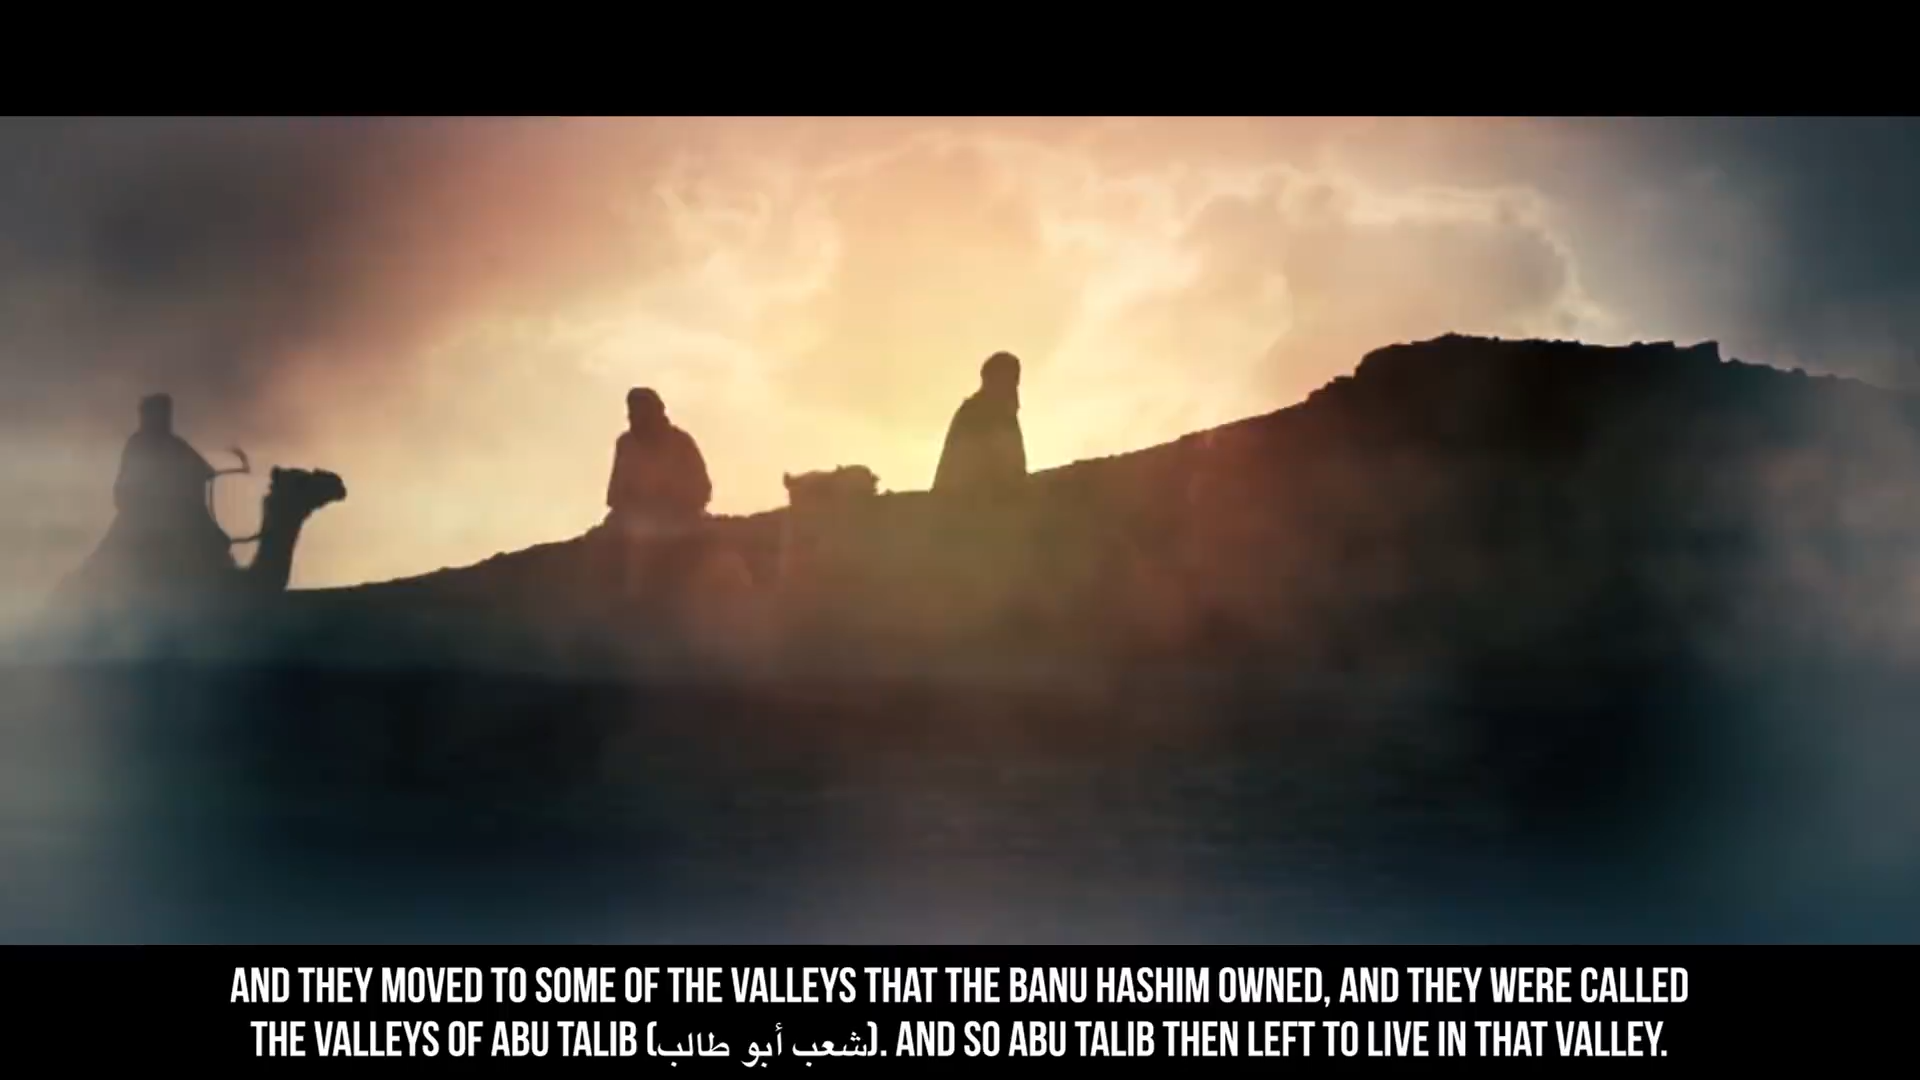 AND THEY MOVED TO SOME OF THE VALLEYS THAT THE BANU HASHIM OWNED, AND THEY WERE CALLED
THE VALLEYS OF ABU TALIB (شعب أبو طالب). AND SO ABU TALIB THEN LEFT TO LIVE IN THAT VALLEY.